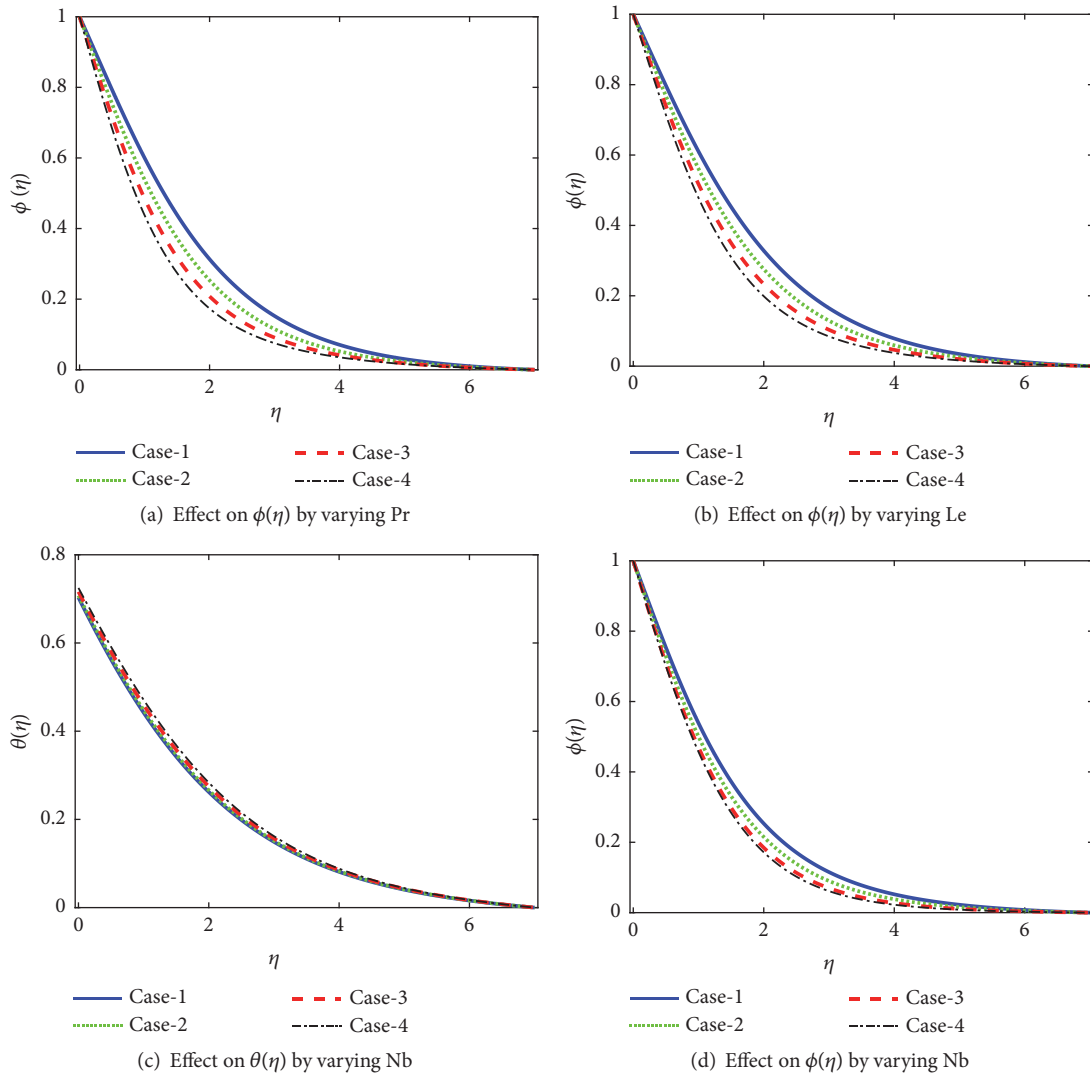 1
0.8
0.6
0.4
0.2
0
ϕ (η)
0 2 4 6
η
Case-1 Case-3
Case-2 Case-4
(a) Effect on ϕ(η) by varying Pr
1
0.8
0.6
0.4
0.2
0
ϕ(η)
0 2 4 6
η
Case-1 Case-3
Case-2 Case-4
(b) Effect on ϕ(η) by varying Le
0.8
0.6
0.4
0.2
0
θ(η)
0 2 4 6
η
Case-1 Case-3
Case-2 Case-4
(c) Effect on θ(η) by varying Nb
1
0.8
0.6
0.4
0.2
0
ϕ(η)
0 2 4 6
η
Case-1 Case-3
Case-2 Case-4
(d) Effect on ϕ(η) by varying Nb